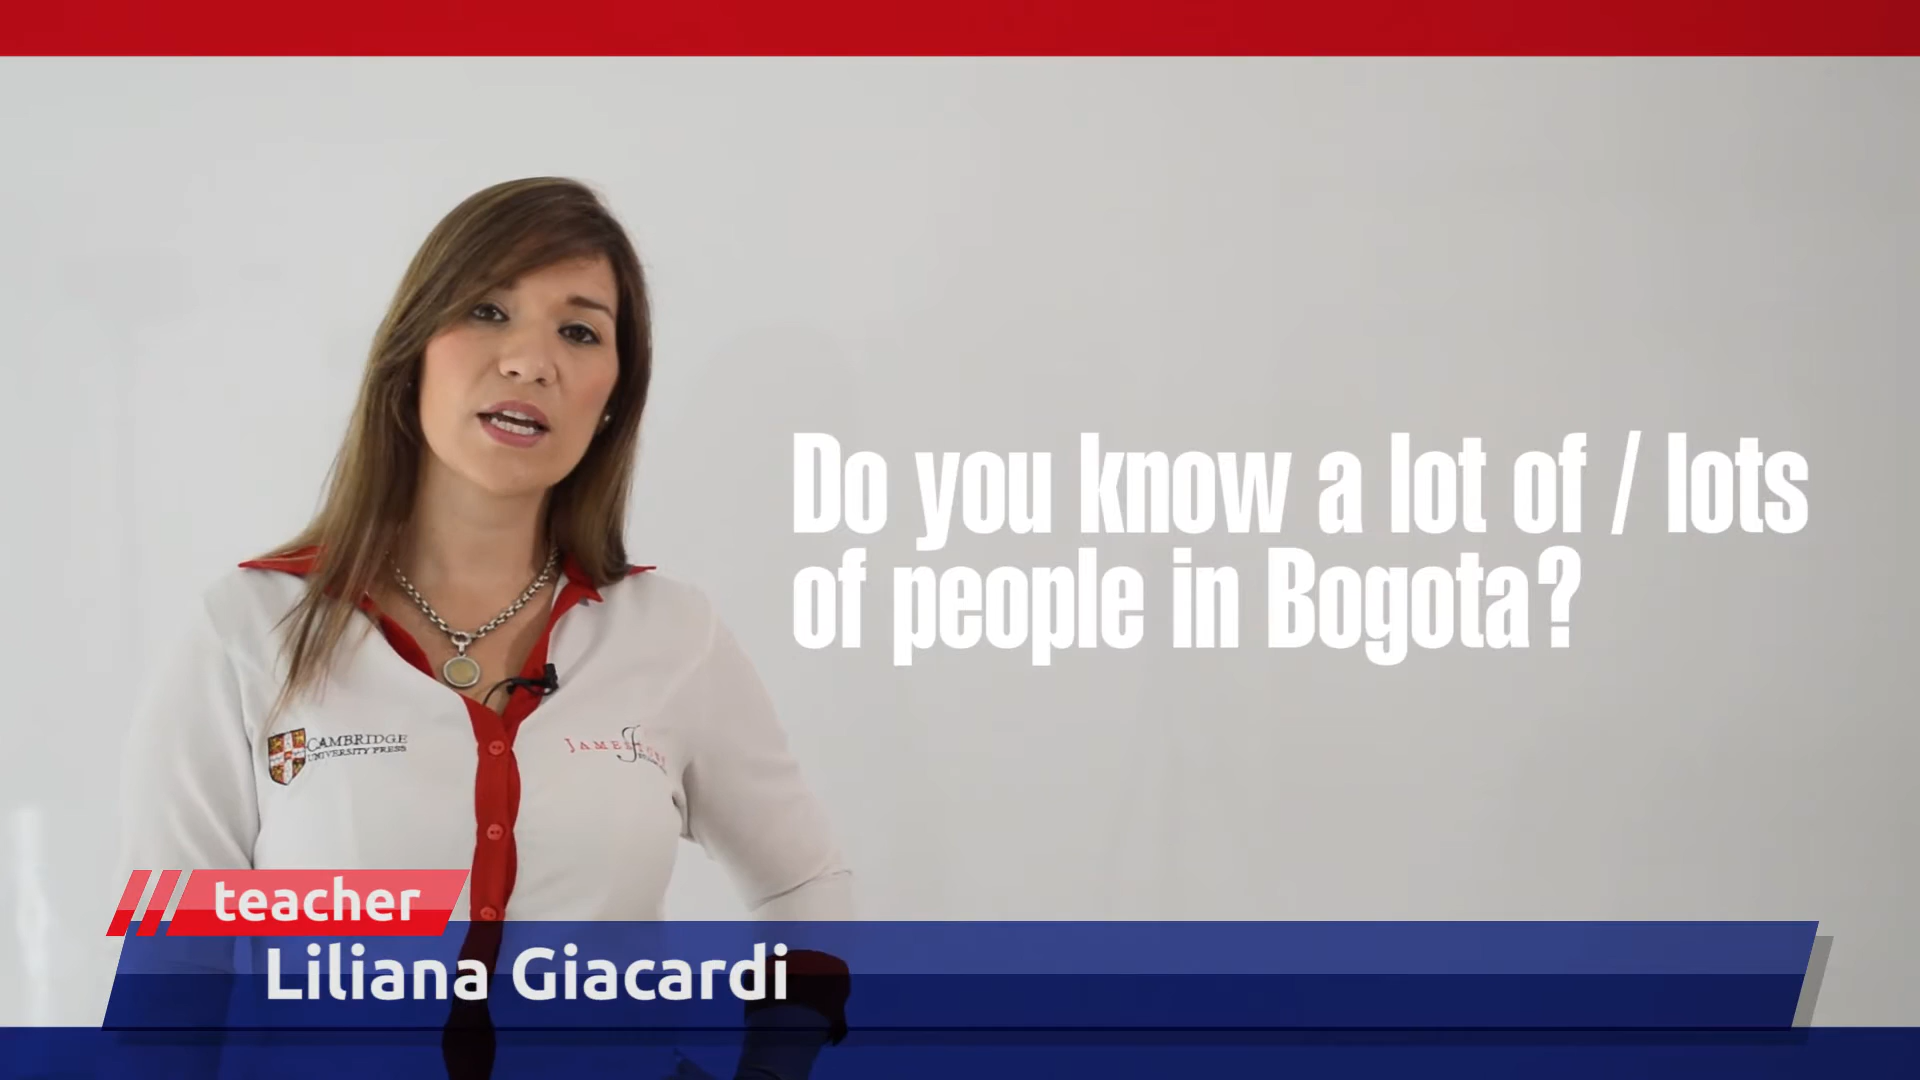 Do you know a lot of / lots
of people in Bogota?
CAMBRIDGE
UNIVERSITY PRESS
teacher
Liliana Giacardi